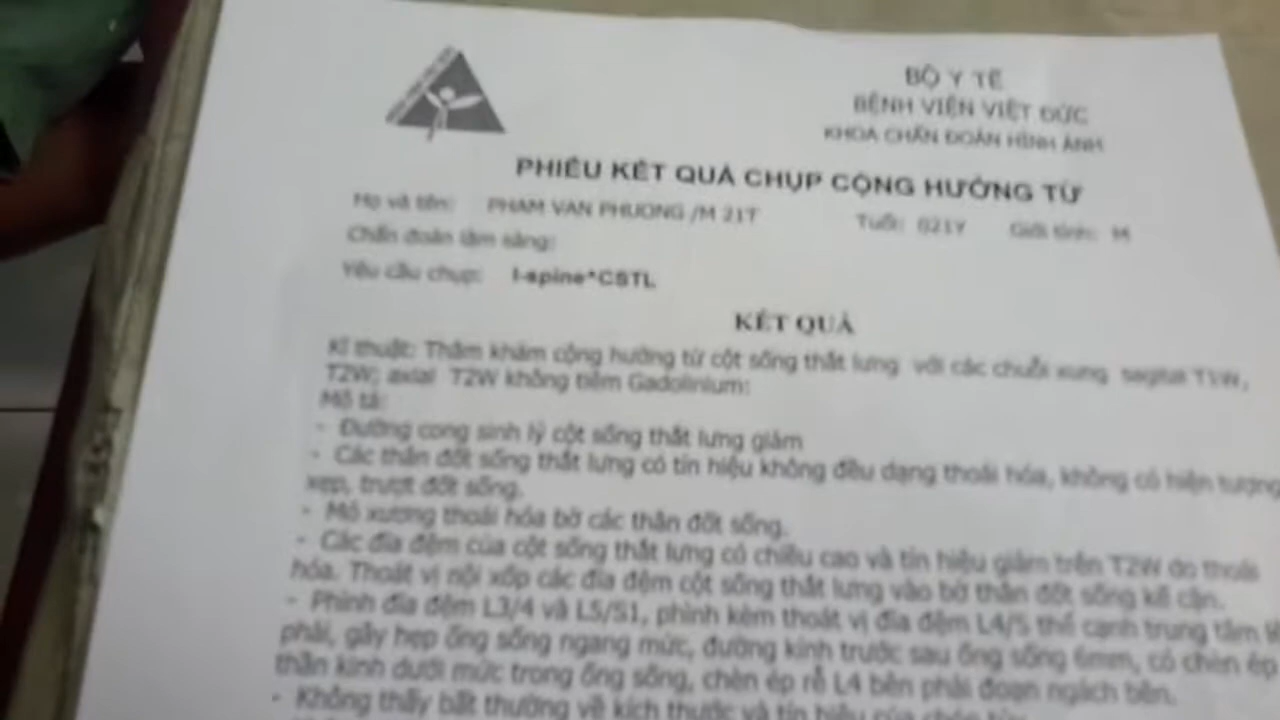 BỘ Y TẾ
BỆNH VIỆN VIỆT ĐỨC
KHOA CHẨN ĐOÁN HÌNH ẢNH
PHIẾU KẾT QUẢ CHỤP CỘNG HƯỞNG TỪ
Họ và tên: PHAM VAN PHUONG /M 21T Tuổi: 021Y Giới tính: M
Chẩn đoán lâm sàng:
Yêu cầu chụp: l-spine*CSTL
KẾT QUẢ
Kĩ thuật: Thăm khám cộng hưởng từ cột sống thắt lưng với các chuỗi xung sagital T1W,
T2W; axial T2W không tiêm Gadolinium:
Mô tả:
- Đường cong sinh lý cột sống thắt lưng giảm
- Các thân đốt sống thắt lưng có tín hiệu không đều dạng thoái hóa, không có hiện tượng
xẹp, trượt đốt sống.
- Mỏ xương thoái hóa bờ các thân đốt sống.
- Các đĩa đệm của cột sống thắt lưng có chiều cao và tín hiệu giảm trên T2W do thoái
hóa. Thoát vị nội xốp các đĩa đệm cột sống thắt lưng vào bờ thân đốt sống kế cận.
- Phình đĩa đệm L3/4 và L5/S1, phình kèm thoát vị đĩa đệm L4/5 thể cạnh trung tâm
phải, gây hẹp ống sống ngang mức, đường kính trước sau ống sống 6mm, có chèn ép
thần kinh dưới mức trong ống sống, chèn ép rễ L4 bên phải đoạn ngách bên.
- Không thấy bất thường về kích thước và tín hiệu của chóp tủy